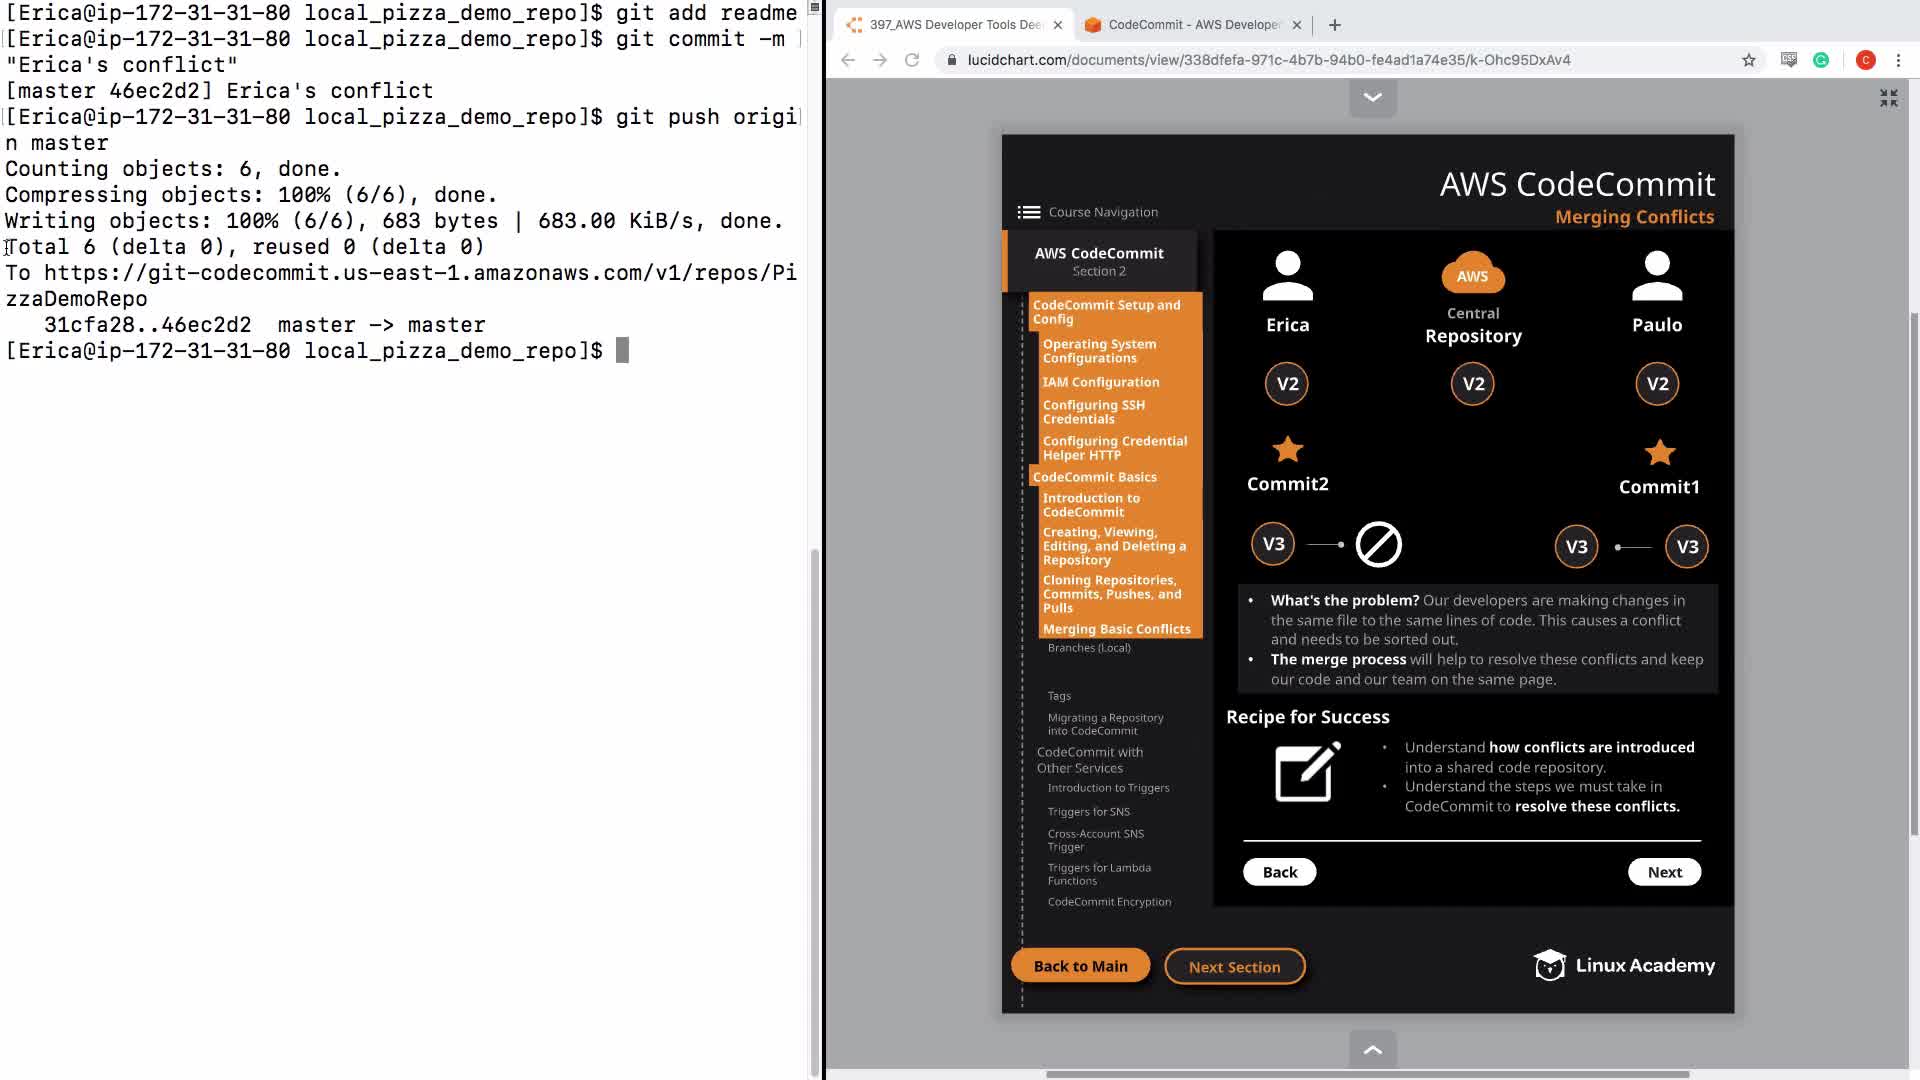 [Erica@ip-172-31-31-80 local_pizza_demo_repo]$ git add readme
[Erica@ip-172-31-31-80 local_pizza_demo_repo]$ git commit -m
"Erica's conflict"
[master 46ec2d2] Erica's conflict
[Erica@ip-172-31-31-80 local_pizza_demo_repo]$ git push origi
n master
Counting objects: 6, done.
Compressing objects: 100% (6/6), done.
Writing objects: 100% (6/6), 683 bytes | 683.00 KiB/s, done.
Total 6 (delta 0), reused 0 (delta 0)
To https://git-codecommit.us-east-1.amazonaws.com/v1/repos/Pi
zzaDemoRepo
31cfa28..46ec2d2  master -> master
[Erica@ip-172-31-31-80 local_pizza_demo_repo]$
397_AWS Developer Tools Dee
CodeCommit - AWS Developer
lucidchart.com/documents/view/338dfefa-971c-4b7b-94b0-fe4ad1a74e35/k-Ohc95DxAv4
C
AWS CodeCommit
Merging Conflicts
Course Navigation
AWS CodeCommit
Section 2
CodeCommit Setup and
Config
Operating System
Configurations
IAM Configuration
Configuring SSH
Credentials
Configuring Credential
Helper HTTP
CodeCommit Basics
Introduction to
CodeCommit
Creating, Viewing,
Editing, and Deleting a
Repository
Cloning Repositories,
Commits, Pushes, and
Pulls
Merging Basic Conflicts
Branches (Local)
Tags
Migrating a Repository
into CodeCommit
CodeCommit with
Other Services
Introduction to Triggers
Triggers for SNS
Cross-Account SNS
Trigger
Triggers for Lambda
Functions
CodeCommit Encryption
Erica
AWS
Central
Repository
Paulo
V2
V2
V2
Commit2
Commit1
V3
V3
V3
• What's the problem? Our developers are making changes in
the same file to the same lines of code. This causes a conflict
and needs to be sorted out.
• The merge process will help to resolve these conflicts and keep
our code and our team on the same page.
Recipe for Success
• Understand how conflicts are introduced
into a shared code repository.
• Understand the steps we must take in
CodeCommit to resolve these conflicts.
Back
Next
Back to Main
Next Section
Linux Academy